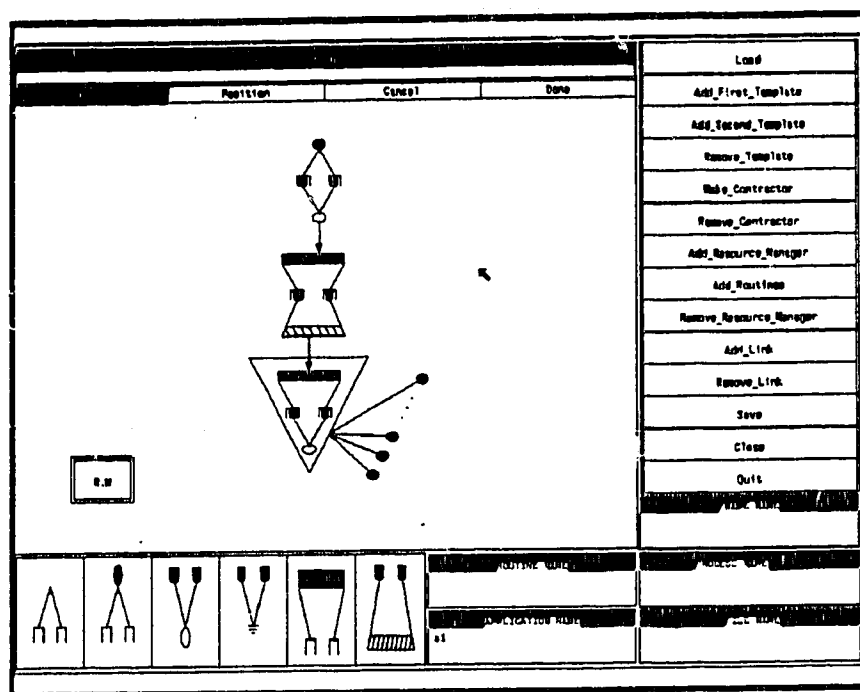 Load
Position Cancel Done
Add_First_Template
Add_Second_Template
Remove_Template
Make_Contractor
Remove_Contractor
Add_Resource_Manager
Add_Routines
Remove_Resource_Manager
Add_Link
Remove_Link
Save
Close
Quit
R.M
ROUTINE NAME
APPLICATION NAME
a1